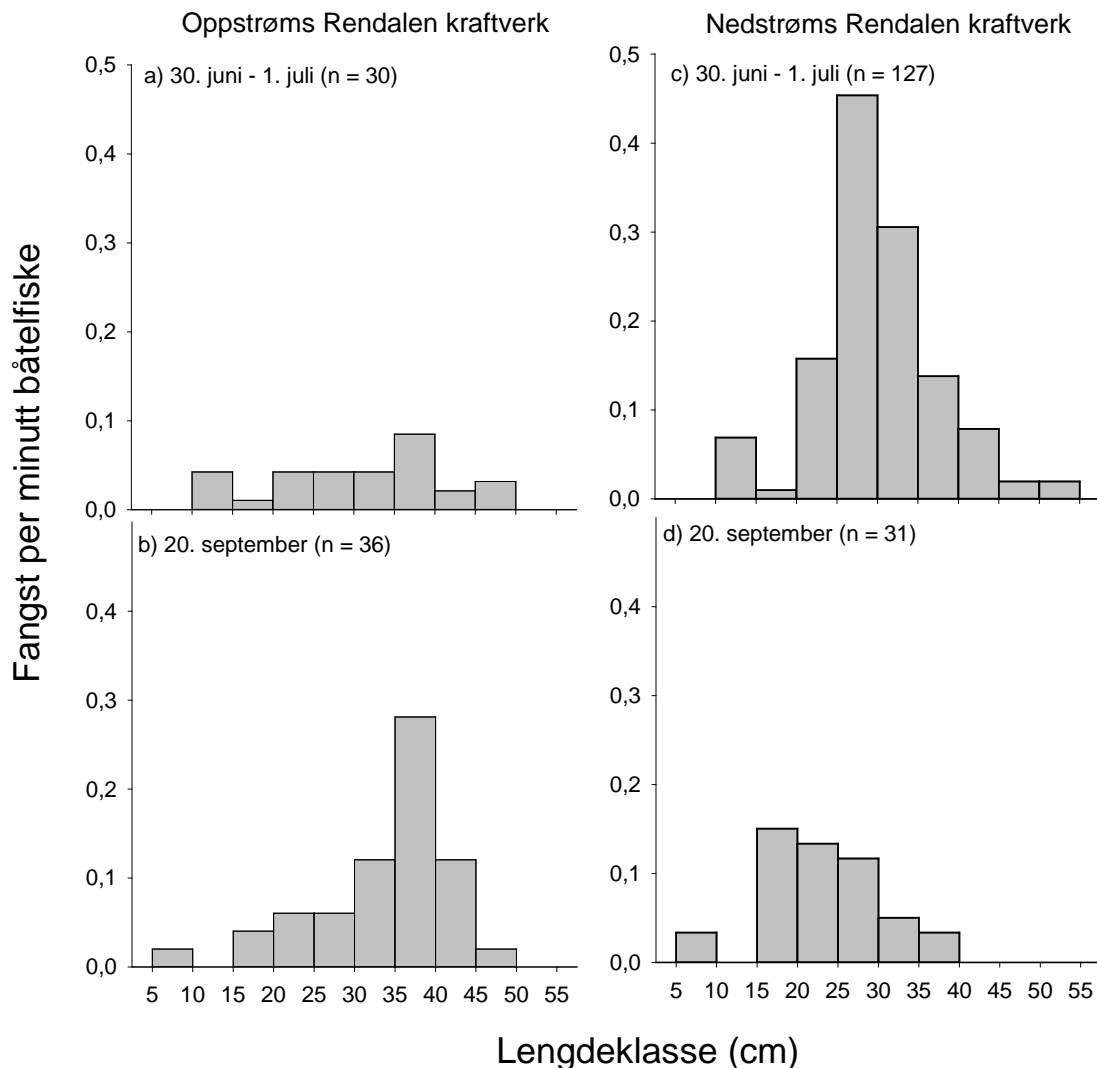 Oppstrøms Rendalen kraftverk
Nedstrøms Rendalen kraftverk
Fangst per minutt båtelfiske
a) 30. juni - 1. juli (n = 30)
0,5
0,4
0,3
0,2
0,1
0,0
c) 30. juni - 1. juli (n = 127)
0,5
0,4
0,3
0,2
0,1
0,0
b) 20. september (n = 36)
0,4
0,3
0,2
0,1
0,0
5 10 15 20 25 30 35 40 45 50 55
d) 20. september (n = 31)
0,4
0,3
0,2
0,1
0,0
5 10 15 20 25 30 35 40 45 50 55
Lengdeklasse (cm)